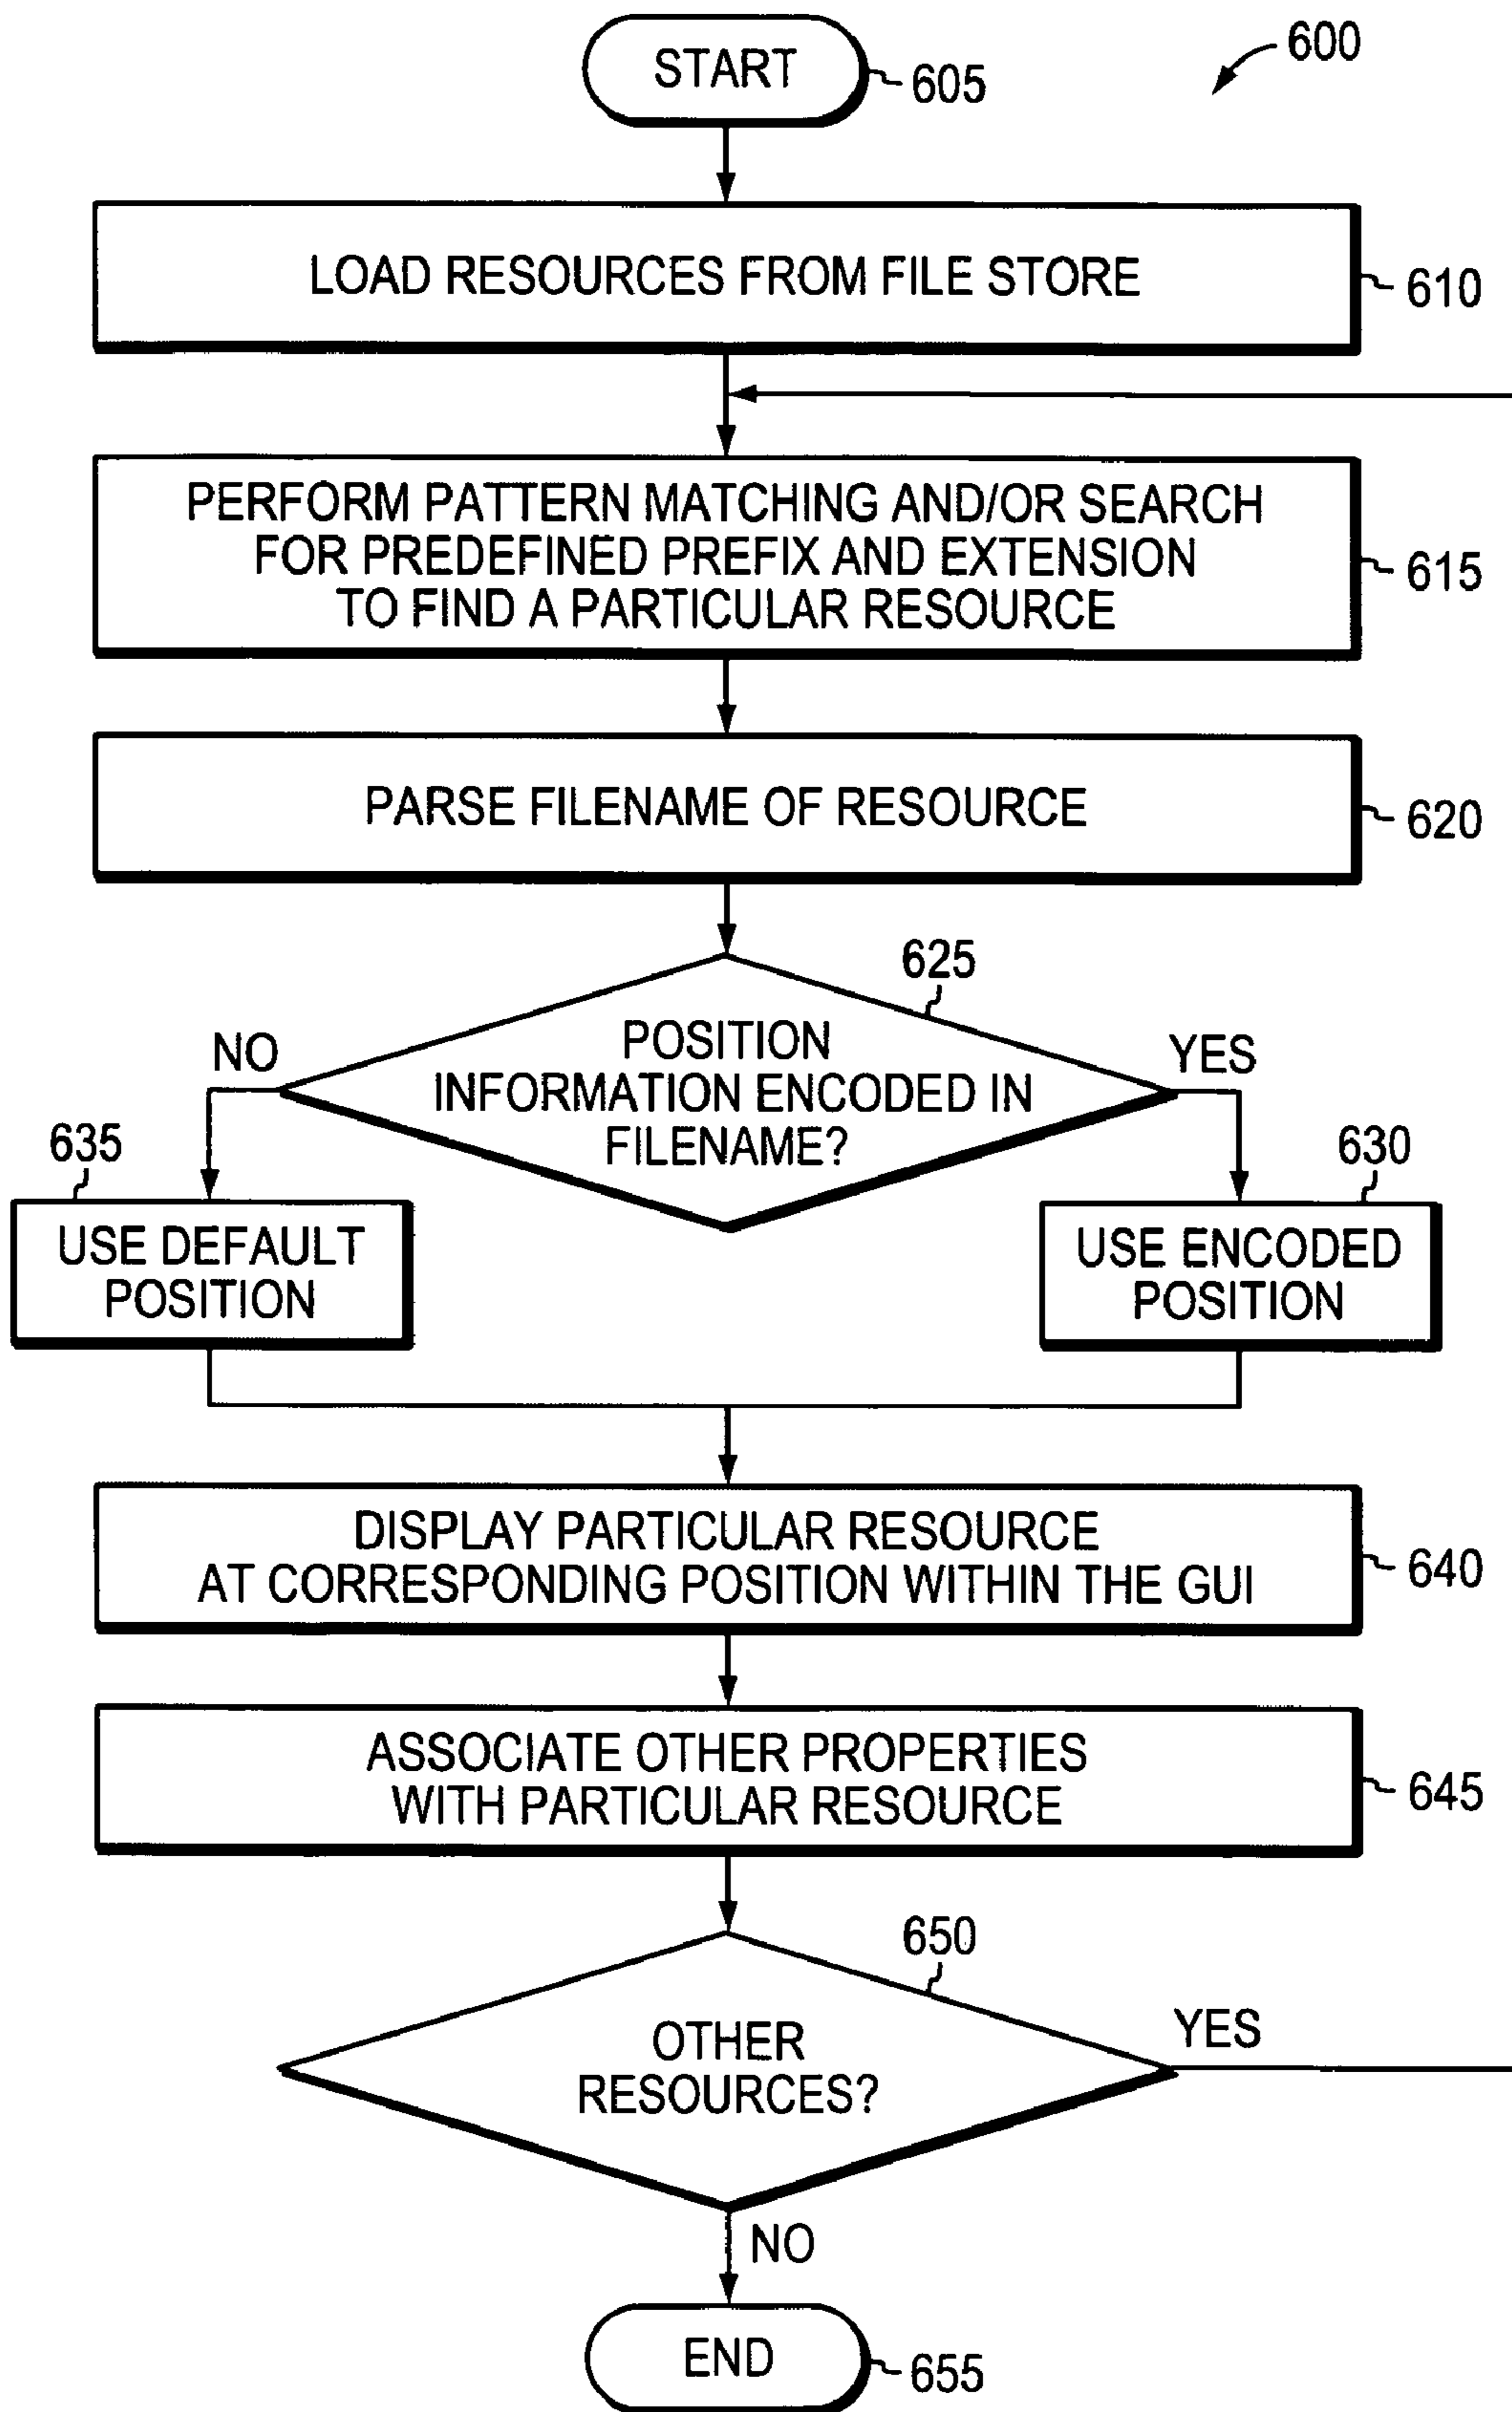 START
605
600
LOAD RESOURCES FROM FILE STORE
610
PERFORM PATTERN MATCHING AND/OR SEARCH
FOR PREDEFINED PREFIX AND EXTENSION
TO FIND A PARTICULAR RESOURCE
615
PARSE FILENAME OF RESOURCE
620
625
POSITION
INFORMATION ENCODED IN
FILENAME?
NO
YES
635
USE DEFAULT
POSITION
630
USE ENCODED
POSITION
DISPLAY PARTICULAR RESOURCE
AT CORRESPONDING POSITION WITHIN THE GUI
640
ASSOCIATE OTHER PROPERTIES
WITH PARTICULAR RESOURCE
645
650
OTHER
RESOURCES?
YES
NO
END
655